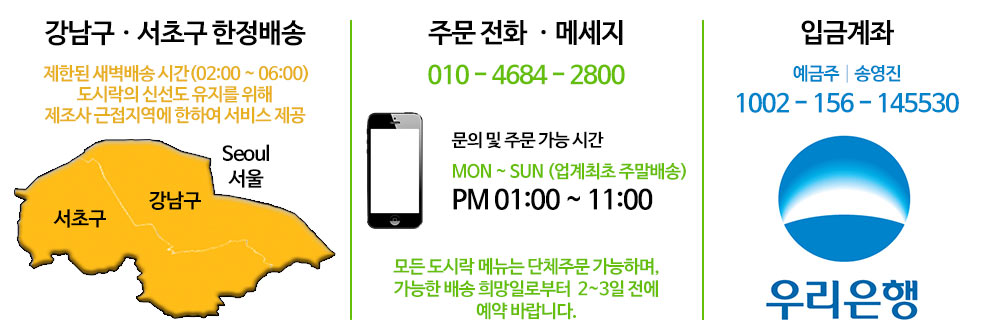 강남구 · 서초구 한정배송
제한된 새벽배송 시간(02:00 ~ 06:00)
도시락의 신선도 유지를 위해
제조사 근접지역에 한하여 서비스 제공
Seoul
서울
강남구
서초구
주문 전화 · 메세지
010 - 4684 - 2800
문의 및 주문 가능 시간
MON ~ SUN (업계최초 주말배송)
PM 01:00 ~ 11:00
모든 도시락 메뉴는 단체주문 가능하며,
가능한 배송 희망일로부터 2~3일 전에
예약 바랍니다.
입금계좌
예금주 | 송영진
1002 - 156 - 145530
우리은행